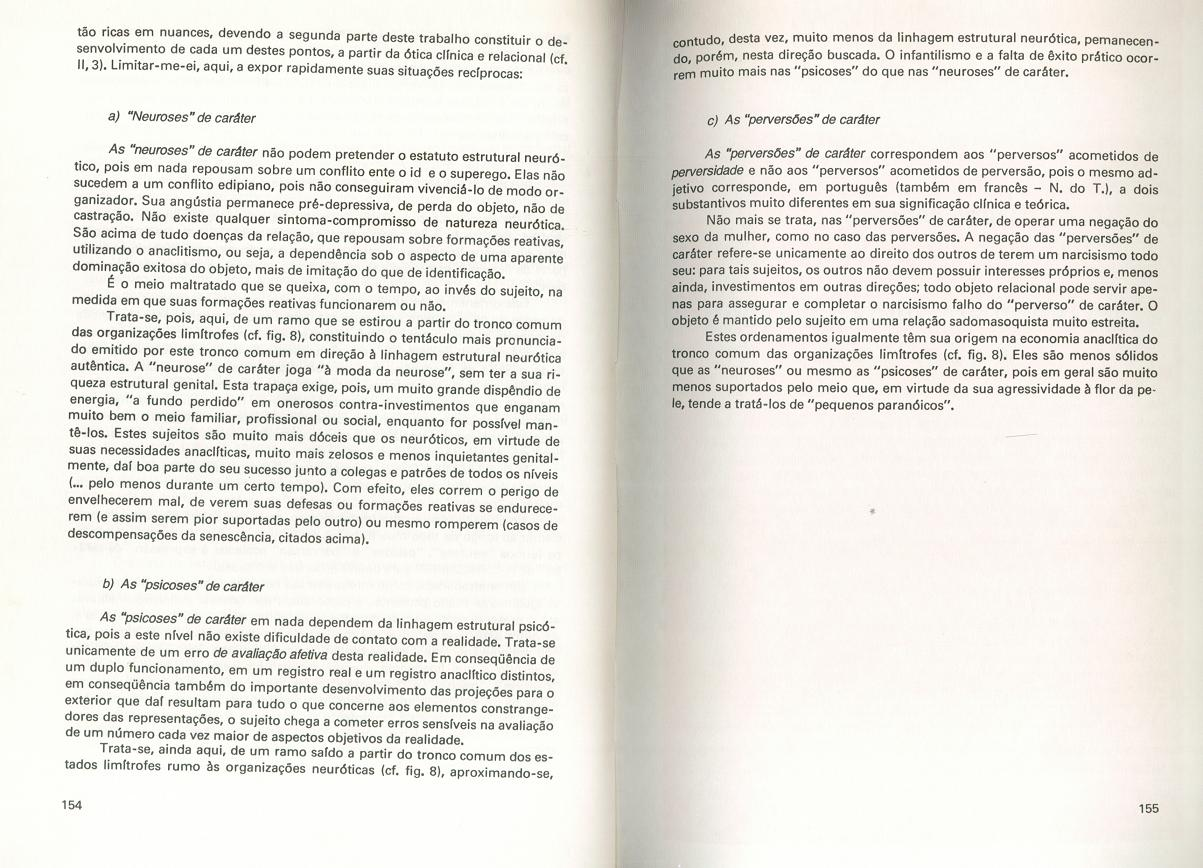 tão ricas em nuances, devendo a segunda parte deste trabalho constituir o de-
senvolvimento de cada um destes pontos, a partir da ótica clínica e relacional (cf.
II, 3). Limitar-me-ei, aqui, a expor rapidamente suas situações recíprocas:
a) "Neuroses" de caráter
As "neuroses" de caráter não podem pretender o estatuto estrutural neuró-
tico, pois em nada repousam sobre um conflito ente o id e o superego. Elas não
sucedem a um conflito edipiano, pois não conseguiram vivenciá-lo de modo or-
ganizador. Sua angústia permanece pré-depressiva, de perda do objeto, não de
castração. Não existe qualquer sintoma-compromisso de natureza neurótica.
São acima de tudo doenças da relação, que repousam sobre formações reativas,
utilizando o anaclitismo, ou seja, a dependência sob o aspecto de uma aparente
dominação exitosa do objeto, mais de imitação do que de identificação.
É o meio maltratado que se queixa, com o tempo, ao invés do sujeito, na
medida em que suas formações reativas funcionarem ou não.
Trata-se, pois, aqui, de um ramo que se estirou a partir do tronco comum
das organizações limítrofes (cf. fig. 8), constituindo o tentáculo mais pronuncia-
do emitido por este tronco comum em direção à linhagem estrutural neurótica
autêntica. A "neurose" de caráter joga "à moda da neurose", sem ter a sua ri-
queza estrutural genital. Esta trapaça exige, pois, um muito grande dispêndio de
energia, "a fundo perdido" em onerosos contra-investimentos que enganam
muito bem o meio familiar, profissional ou social, enquanto for possível man-
tê-los. Estes sujeitos são muito mais dóceis que os neuróticos, em virtude de
suas necessidades anaclíticas, muito mais zelosos e menos inquietantes genital-
mente, daí boa parte do seu sucesso junto a colegas e patrões de todos os níveis
(... pelo menos durante um certo tempo). Com efeito, eles correm o perigo de
envelhecerem mal, de verem suas defesas ou formações reativas se endurece-
rem (e assim serem pior suportadas pelo outro) ou mesmo romperem (casos de
descompensações da senescência, citados acima).
b) As "psicoses" de caráter
As "psicoses" de caráter em nada dependem da linhagem estrutural psicó-
tica, pois a este nível não existe dificuldade de contato com a realidade. Trata-se
unicamente de um erro de avaliação afetiva desta realidade. Em conseqüência de
um duplo funcionamento, em um registro real e um registro anaclítico distintos,
em conseqüência também do importante desenvolvimento das projeções para o
exterior que daí resultam para tudo o que concerne aos elementos constrange-
dores das representações, o sujeito chega a cometer erros sensíveis na avaliação
de um número cada vez maior de aspectos objetivos da realidade.
Trata-se, ainda aqui, de um ramo saído a partir do tronco comum dos es-
tados limítrofes rumo às organizações neuróticas (cf. fig. 8), aproximando-se,
154
contudo, desta vez, muito menos da linhagem estrutural neurótica, pemanecen-
do, porém, nesta direção buscada. O infantilismo e a falta de êxito prático ocor-
rem muito mais nas "psicoses" do que nas "neuroses" de caráter.
c) As "perversões" de caráter
As "perversões" de caráter correspondem aos "perversos" acometidos de
perversidade e não aos "perversos" acometidos de perversão, pois o mesmo ad-
jetivo corresponde, em português (também em francês – N. do T.), a dois
substantivos muito diferentes em sua significação clínica e teórica.
Não mais se trata, nas "perversões" de caráter, de operar uma negação do
sexo da mulher, como no caso das perversões. A negação das "perversões" de
caráter refere-se unicamente ao direito dos outros de terem um narcisismo todo
seu: para tais sujeitos, os outros não devem possuir interesses próprios e, menos
ainda, investimentos em outras direções; todo objeto relacional pode servir ape-
nas para assegurar e completar o narcisismo falho do "perverso" de caráter. O
objeto é mantido pelo sujeito em uma relação sadomasoquista muito estreita.
Estes ordenamentos igualmente têm sua origem na economia anaclítica do
tronco comum das organizações limítrofes (cf. fig. 8). Eles são menos sólidos
que as "neuroses" ou mesmo as "psicoses" de caráter, pois em geral são muito
menos suportados pelo meio que, em virtude da sua agressividade à flor da pe-
le, tende a tratá-los de "pequenos paranóicos".
155